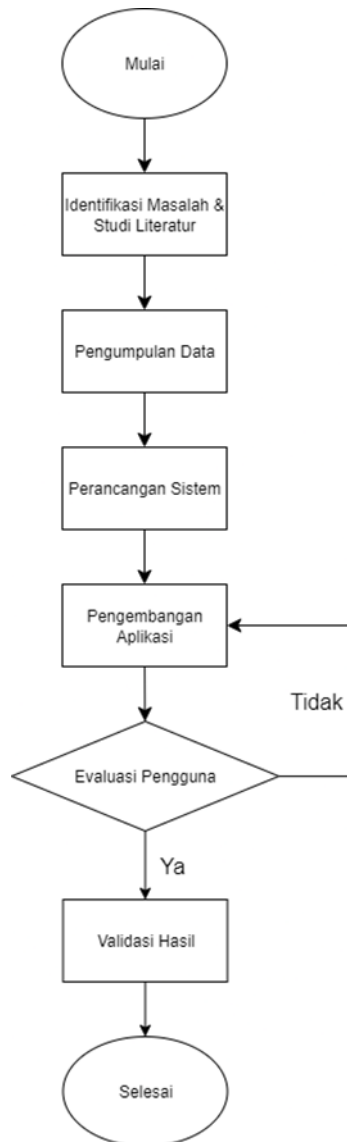 Mulai
Identifikasi Masalah &
Studi Literatur
Pengumpulan Data
Perancangan Sistem
Pengembangan
Aplikasi
Tidak
Evaluasi Pengguna
Ya
Validasi Hasil
Selesai